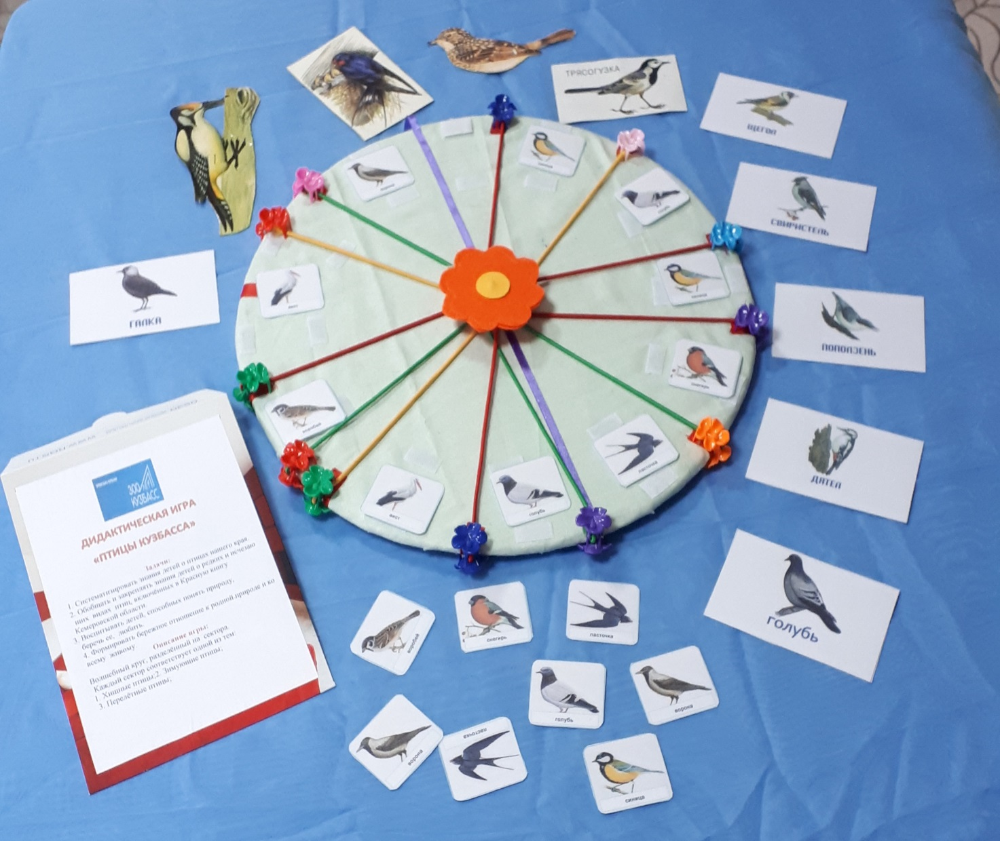 ТРЯСОГУЗКА
ЩЕГОЛ
СВИРИСТЕЛЬ
ПОПОЛЗЕНЬ
ДЯТЕЛ
голубь
ГАЛКА
ворона
синица
голубь
синица
снегирь
ласточка
голубь
аист
воробей
аист
300
КУЗБАСС
ДИДАКТИЧЕСКАЯ ИГРА
«ПТИЦЫ КУЗБАССА»
Задачи:
1. Систематизировать знания детей о птицах нашего края.
2. Обобщать и закреплять знания детей о редких и исчезаю
щих видах птиц, включённых в Красную книгу
Кемеровской области.
3. Воспитывать детей, способных понять природу,
беречь ее, любить.
4. Формировать бережное отношение к родной природе и ко
всему живому.
Описание игры:
Волшебный круг, разделённый на сектора.
Каждый сектор соответствует одной из тем:
1. Хищные птицы; 2. Зимующие птицы;
3. Перелётные птицы;
воробей
снегирь
ласточка
голубь
ворона
ворона
ласточка
синица